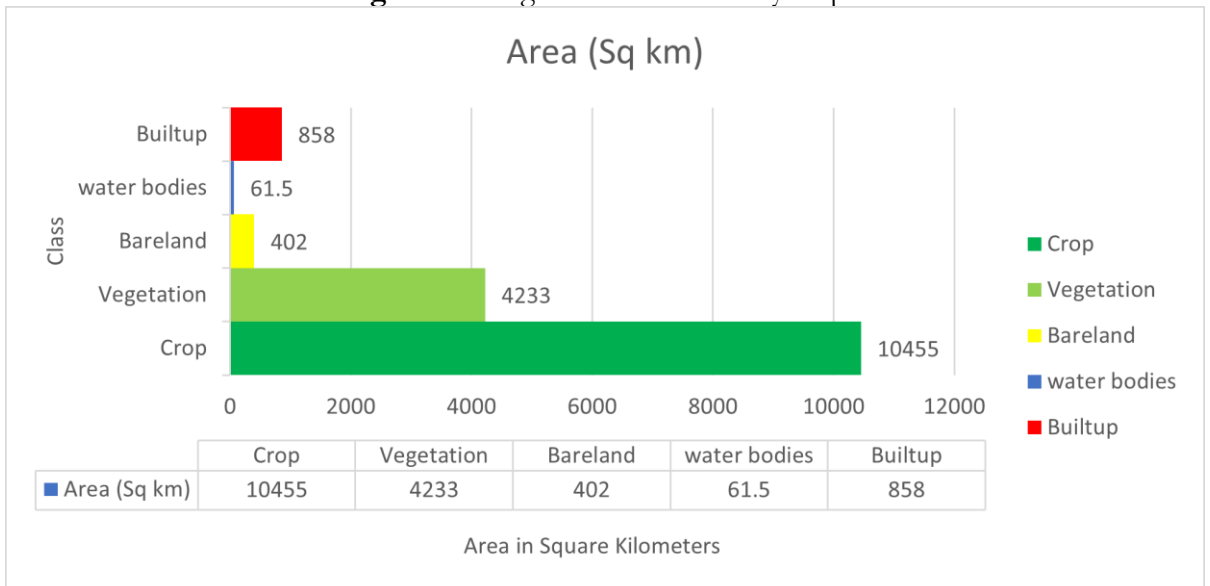 Area (Sq km)
Builtup 858
water bodies 61.5
Bareland 402
Vegetation 4233
Crop 10455
Class
0 2000 4000 6000 8000 10000 12000
Crop
Vegetation
Bareland
water bodies
Builtup
Crop Vegetation Bareland water bodies Builtup
Area (Sq km) 10455 4233 402 61.5 858
Area in Square Kilometers